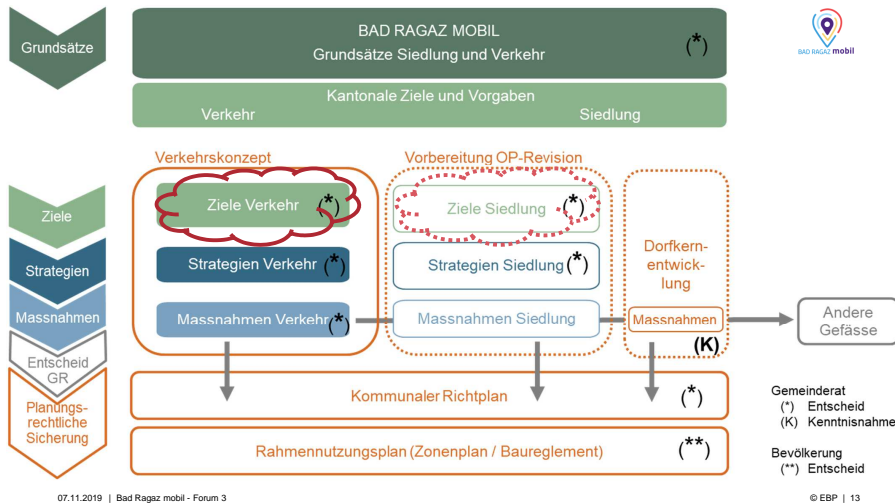 Grundsätze
BAD RAGAZ MOBIL
Grundsätze Siedlung und Verkehr
(*)
BAD RAGAZ mobil
Kantonale Ziele und Vorgaben
Verkehr Siedlung
Verkehrskonzept
Vorbereitung OP-Revision
Ziele
Ziele Verkehr (*)
Ziele Siedlung (*)
Strategien
Strategien Verkehr (*)
Strategien Siedlung (*)
Dorfkern-
entwick-
lung
Massnahmen
Massnahmen Verkehr (*)
Massnahmen Siedlung
Massnahmen
(K)
Andere
Gefässe
Entscheid
GR
Planungs-
rechtliche
Sicherung
Kommunaler Richtplan (*)
Rahmennutzungsplan (Zonenplan / Baureglement) (**)
Gemeinderat
(*) Entscheid
(K) Kenntnisnahme
Bevölkerung
(**) Entscheid
07.11.2019 | Bad Ragaz mobil - Forum 3
© EBP | 13